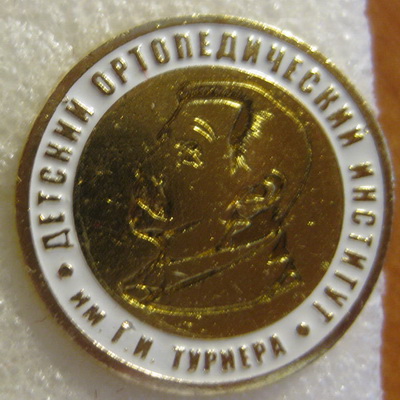 ДЕТСКИЙ ОРТОПЕДИЧЕСКИЙ ИНСТИТУТ
• ИМ Г.И. ТУРНЕРА •